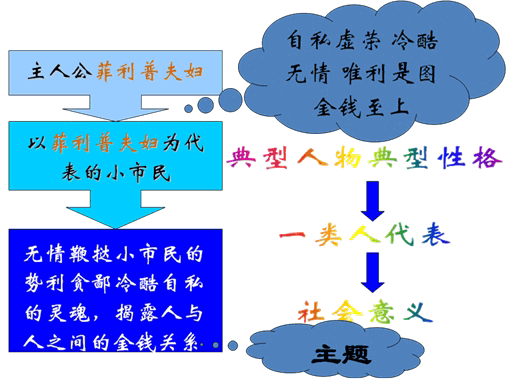 主人公菲利普夫妇
以菲利普夫妇为代
表的小市民
无情鞭挞小市民的
势利贪鄙冷酷自私
的灵魂，揭露人与
人之间的金钱关系
自私虚荣 冷酷
无情 唯利是图
金钱至上
典型人物典型性格
一类人代表
社会意义
主题